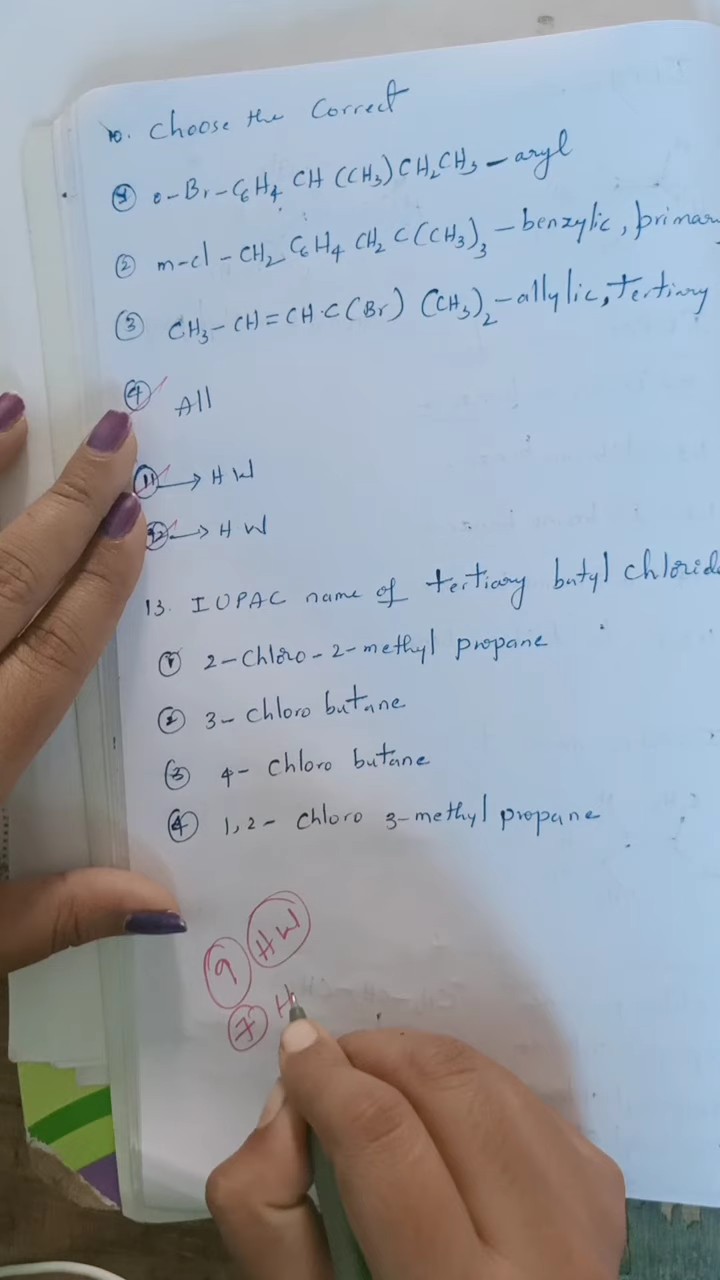 10. Choose the Correct
① o-Br-C6H4 CH (CH3) CH2CH3 - aryl
② m-cl - CH2 C6H4 CH2 C(CH3)3 - benzylic, primary
③ CH3 - CH = CH·C(Br) (CH3)2 - allylic, Tertiary
④ All
11 → HW
12 → HW
13. IUPAC name of tertiary butyl chlorid
① 2-Chloro-2-methyl propane
② 3- chloro butane
③ 4- Chloro butane
④ 1,2- chloro 3-methyl propane
9 HW
7 H